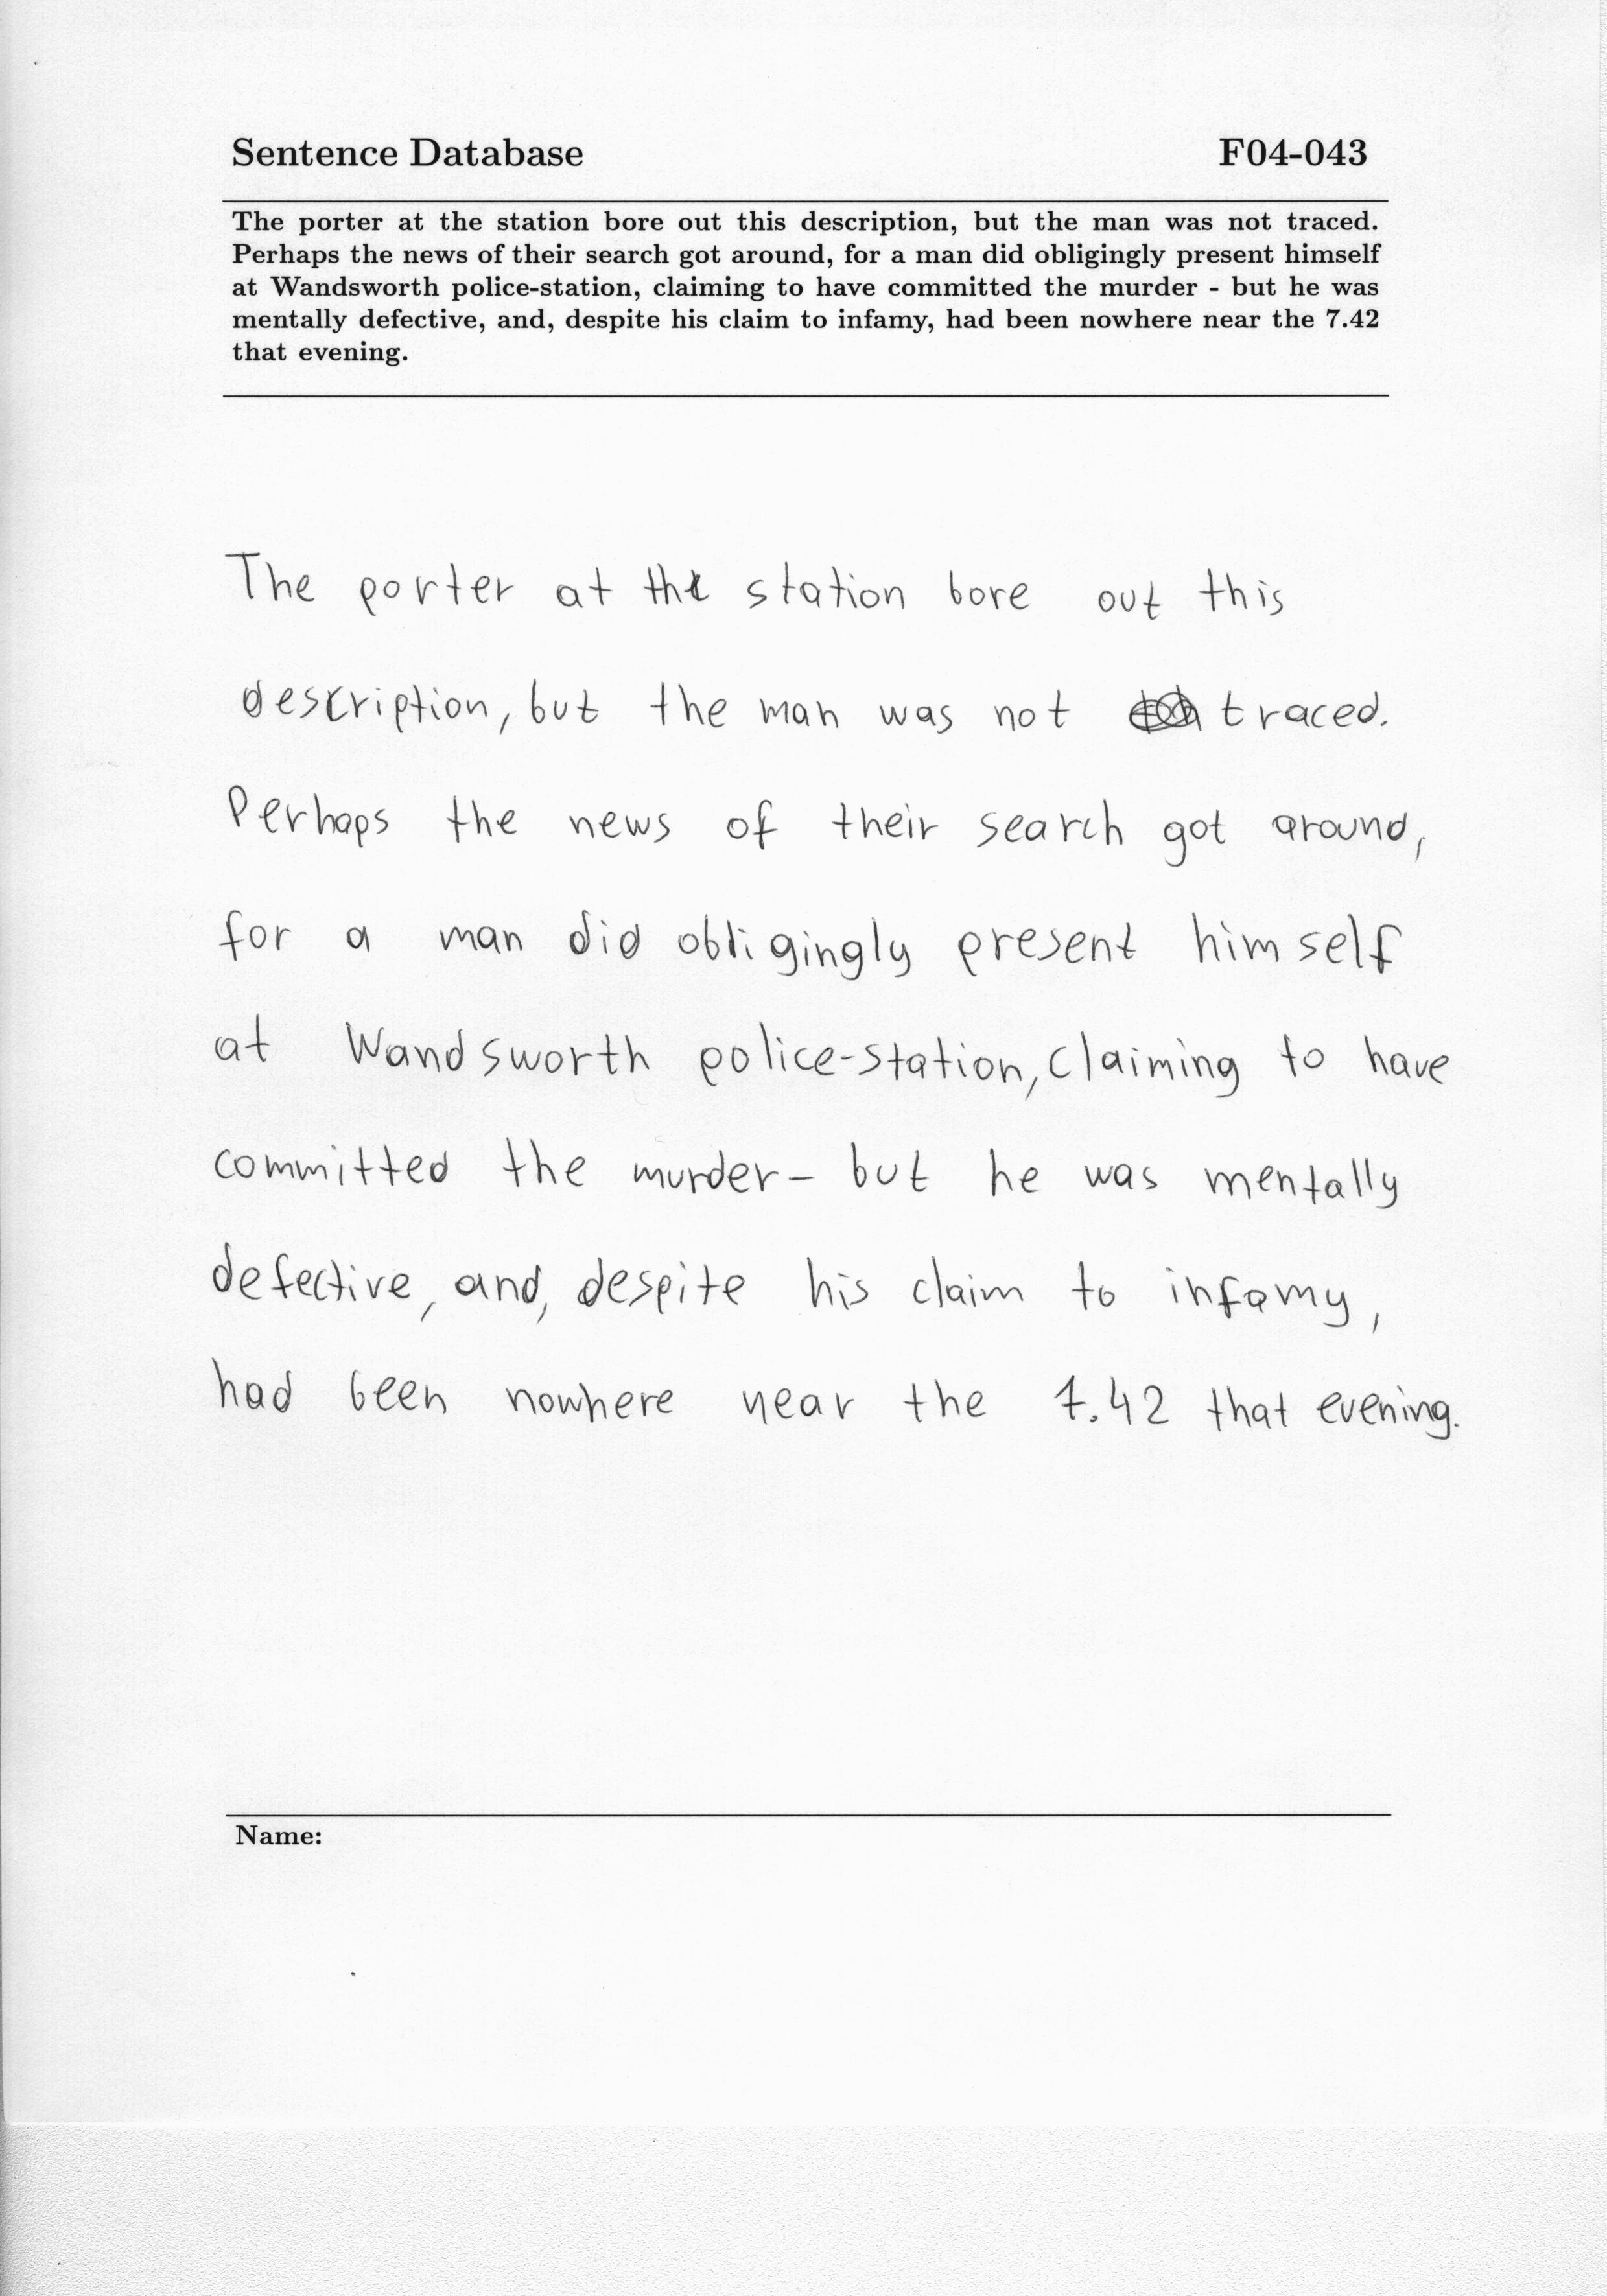 Sentence Database F04-043
The porter at the station bore out this description, but the man was not traced.
Perhaps the news of their search got around, for a man did obligingly present himself
at Wandsworth police-station, claiming to have committed the murder - but he was
mentally defective, and, despite his claim to infamy, had been nowhere near the 7.42
that evening.
The porter at the station bore out this
description, but the man was not traced.
Perhaps the news of their search got around,
for a man did obligingly present himself
at Wandsworth police-station, claiming to have
committed the murder - but he was mentally
defective, and, despite his claim to infamy,
had been nowhere near the 7.42 that evening.
Name: